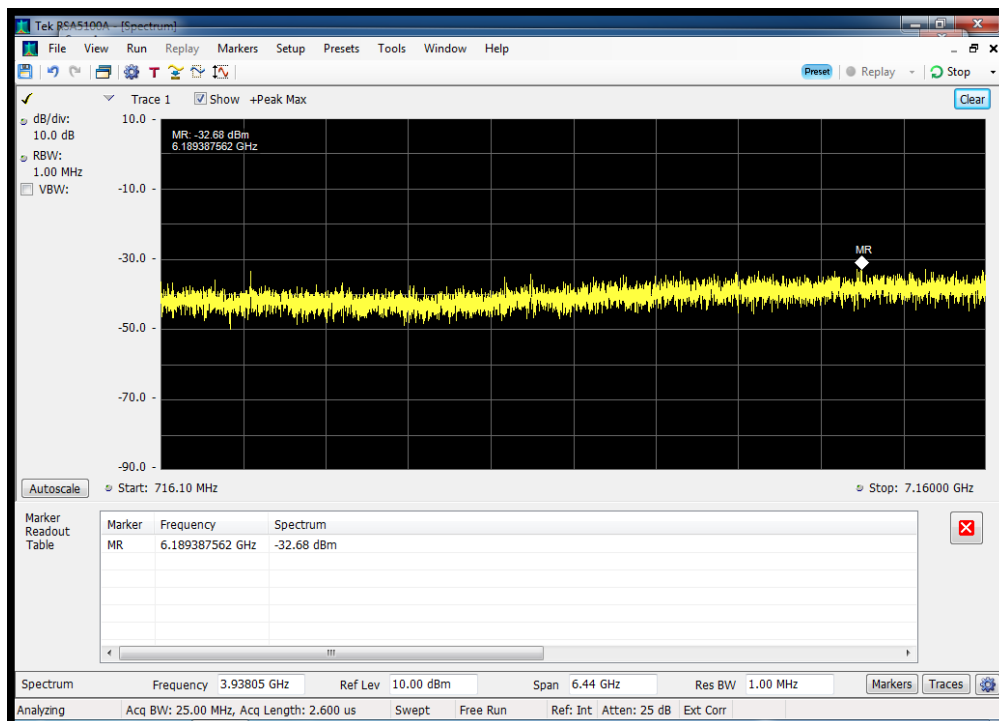 Tek RSA5100A - [Spectrum]
File View Run Replay Markers Setup Presets Tools Window Help
T Preset Replay Stop
Trace 1 Show +Peak Max Clear
dB/div:
10.0 dB
RBW:
1.00 MHz
VBW:
10.0
-10.0
-30.0
-50.0
-70.0
-90.0
MR: -32.68 dBm
6.189387562 GHz
MR
Autoscale Start: 716.10 MHz Stop: 7.16000 GHz
Marker
Readout
Table
Marker Frequency Spectrum
MR 6.189387562 GHz -32.68 dBm
Spectrum Frequency 3.93805 GHz Ref Lev 10.00 dBm Span 6.44 GHz Res BW 1.00 MHz Markers Traces
Analyzing Acq BW: 25.00 MHz, Acq Length: 2.600 us Swept Free Run Ref: Int Atten: 25 dB Ext Corr